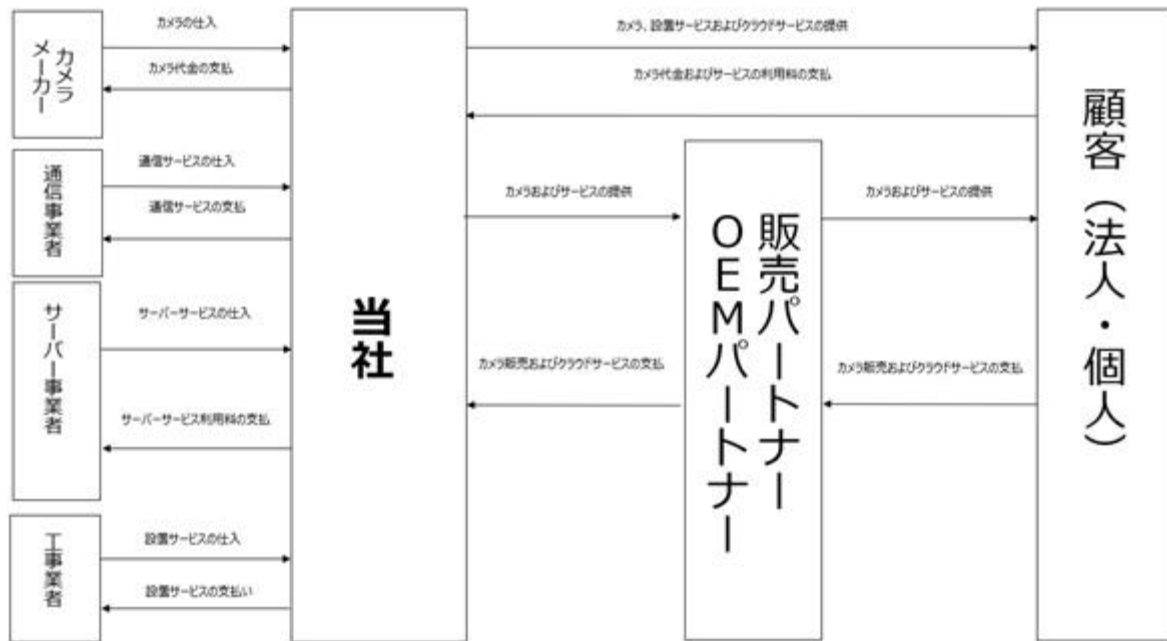 カメラメーカー
カメラの仕入
カメラ代金の支払
通信事業者
通信サービスの仕入
通信サービスの支払
サーバー事業者
サーバーサービスの仕入
サーバーサービス利用料の支払
工事業者
設置サービスの仕入
設置サービスの支払い
当社
カメラ、設置サービスおよびクラウドサービスの提供
カメラ代金およびサービスの利用料の支払
カメラおよびサービスの提供
カメラ販売およびクラウドサービスの支払
販売パートナー
OEMパートナー
カメラおよびサービスの提供
カメラ販売およびクラウドサービスの支払
顧客（法人・個人）